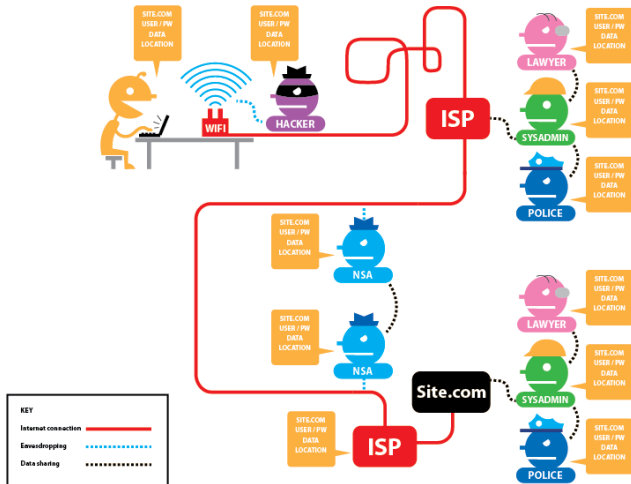 SITE.COM
USER / PW
DATA
LOCATION
SITE.COM
USER / PW
DATA
LOCATION
WIFI
HACKER
ISP
SITE.COM
USER / PW
DATA
LOCATION
LAWYER
SITE.COM
USER / PW
DATA
LOCATION
SYSADMIN
SITE.COM
USER / PW
DATA
LOCATION
POLICE
SITE.COM
USER / PW
DATA
LOCATION
NSA
SITE.COM
USER / PW
DATA
LOCATION
NSA
SITE.COM
USER / PW
DATA
LOCATION
LAWYER
SITE.COM
USER / PW
DATA
LOCATION
SYSADMIN
SITE.COM
USER / PW
DATA
LOCATION
POLICE
Site.com
SITE.COM
USER / PW
DATA
LOCATION
ISP
KEY
Internet connection
Eavesdropping
Data sharing